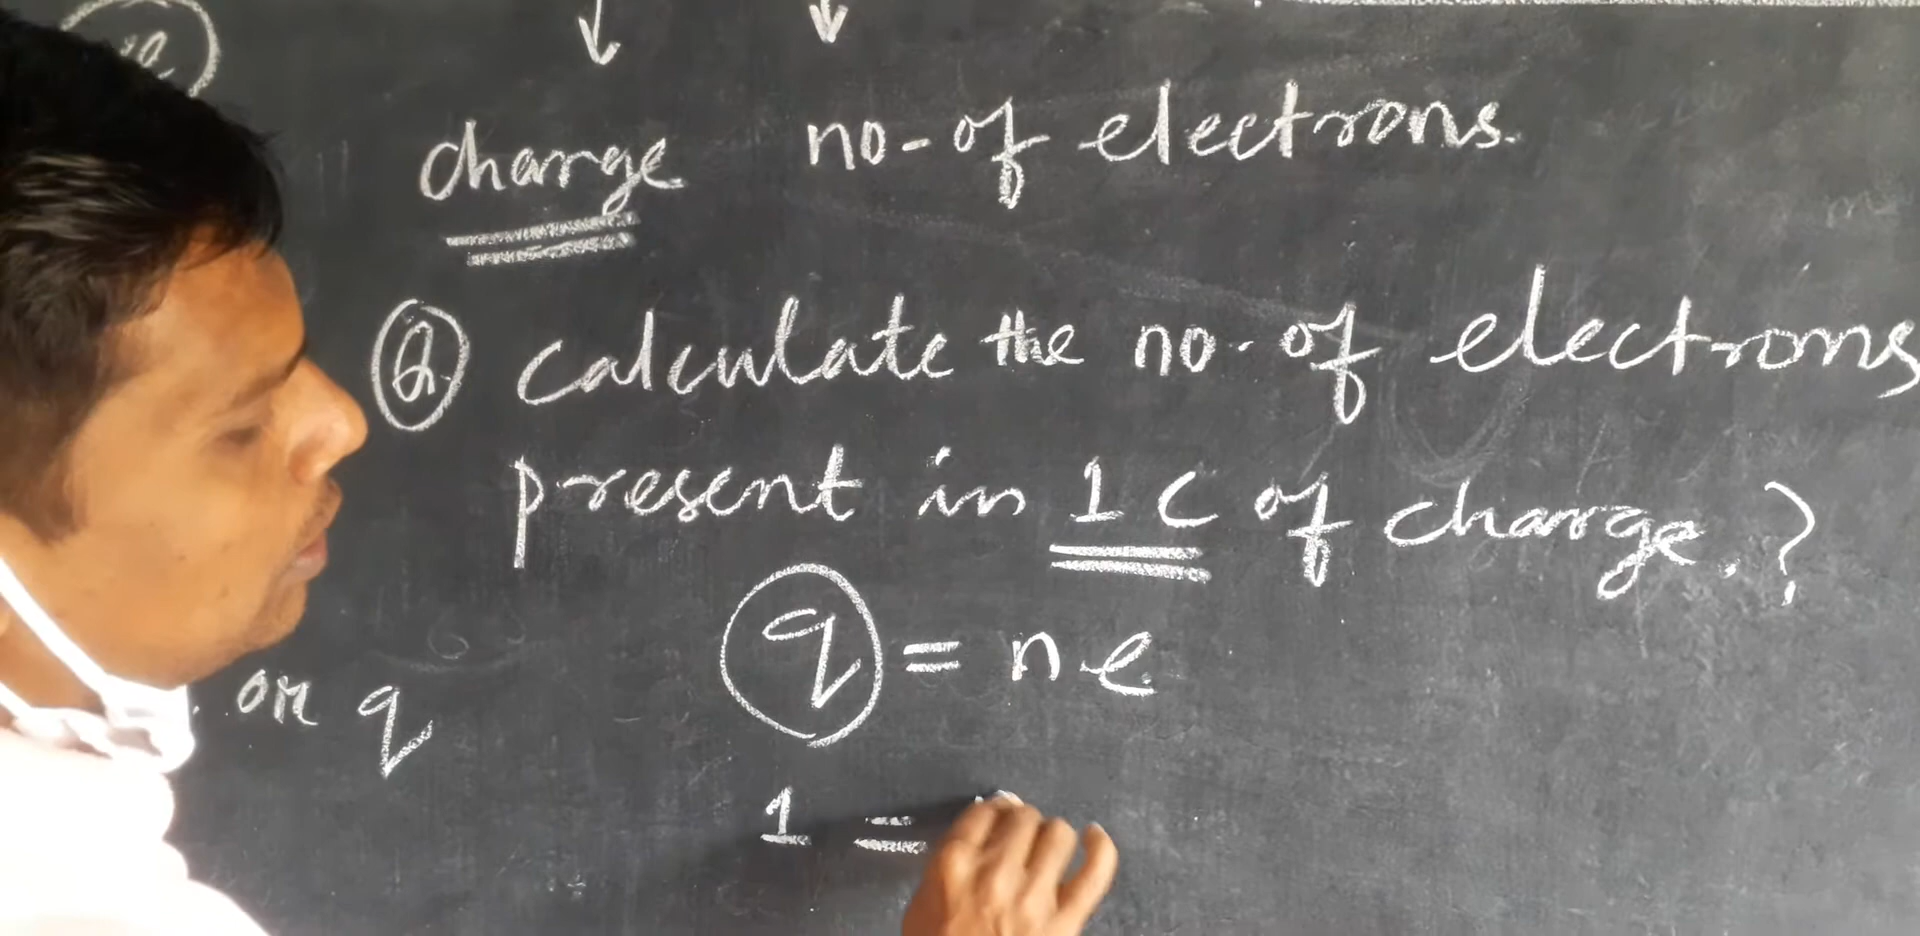 charge no. of electrons.
Q. calculate the no. of electrons
present in 1 C of charge.?
q = ne
or q
1 =